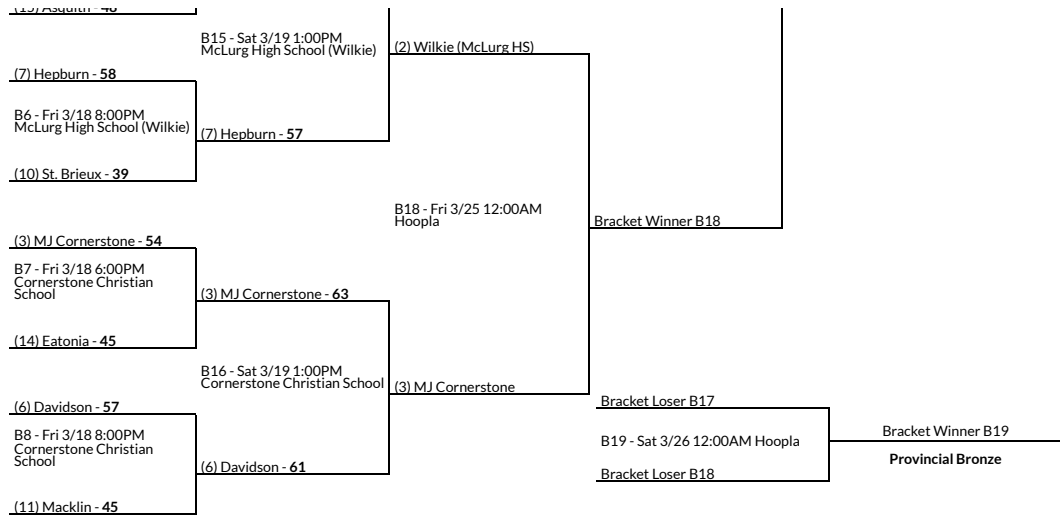 (15) Asquith - 48
B15 - Sat 3/19 1:00PM
McLurg High School (Wilkie)
(2) Wilkie (McLurg HS)
(7) Hepburn - 58
B6 - Fri 3/18 8:00PM
McLurg High School (Wilkie)
(7) Hepburn - 57
(10) St. Brieux - 39
B18 - Fri 3/25 12:00AM
Hoopla
Bracket Winner B18
(3) MJ Cornerstone - 54
B7 - Fri 3/18 6:00PM
Cornerstone Christian
School
(3) MJ Cornerstone - 63
(14) Eatonia - 45
B16 - Sat 3/19 1:00PM
Cornerstone Christian School
(3) MJ Cornerstone
(6) Davidson - 57
B8 - Fri 3/18 8:00PM
Cornerstone Christian
School
(6) Davidson - 61
(11) Macklin - 45
Bracket Loser B17
B19 - Sat 3/26 12:00AM Hoopla
Bracket Loser B18
Bracket Winner B19
Provincial Bronze